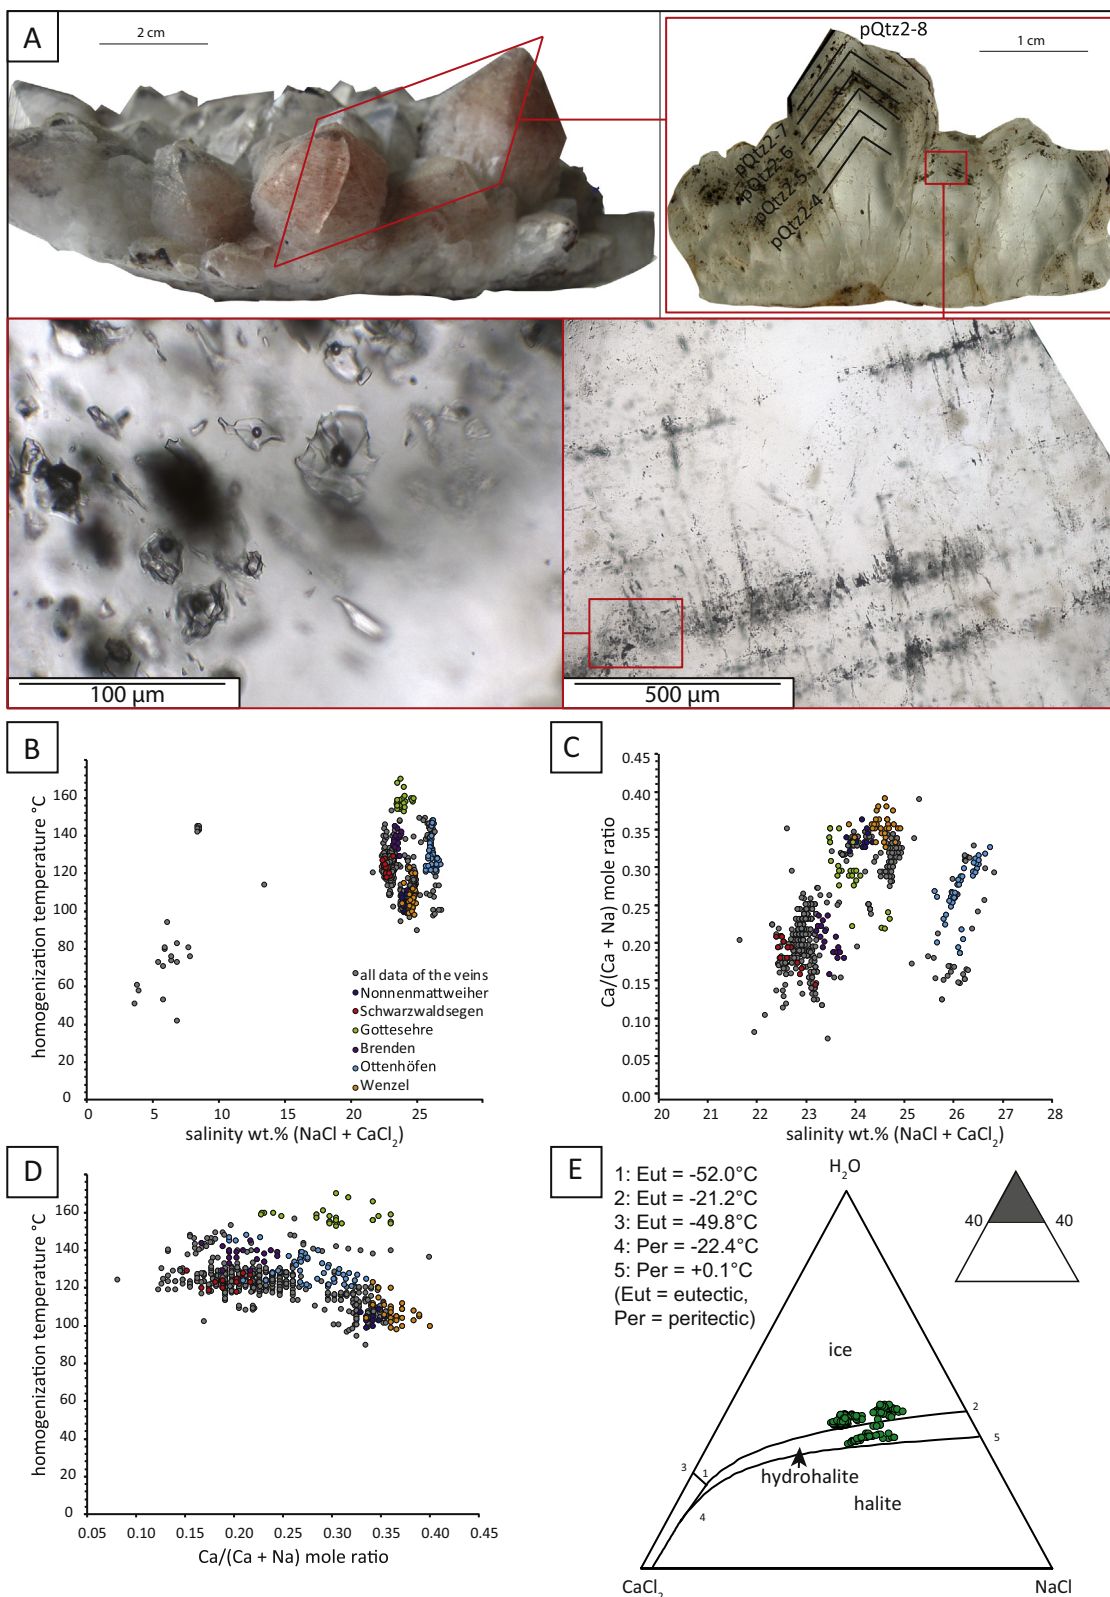 A
2 cm
pQtz2-8
1 cm
pQtz2-7
pQtz2-6
pQtz2-5
pQtz2-4
100 µm
500 µm
B
homogenization temperature °C
160
140
120
100
80
60
40
20
0
0 5 10 15 20 25
salinity wt.% (NaCl + CaCl2)
all data of the veins
Nonnenmattweiher
Schwarzwaldsegen
Gottesehre
Brenden
Ottenhöfen
Wenzel
C
Ca/(Ca + Na) mole ratio
0.45
0.40
0.35
0.30
0.25
0.20
0.15
0.10
0.05
0.00
20 21 22 23 24 25 26 27 28
salinity wt.% (NaCl + CaCl2)
D
homogenization temperature °C
160
140
120
100
80
60
40
20
0
0.05 0.15 0.20 0.25 0.30 0.35 0.40 0.45
Ca/(Ca + Na) mole ratio
E
1: Eut = -52.0°C
2: Eut = -21.2°C
3: Eut = -49.8°C
4: Per = -22.4°C
5: Per = +0.1°C
(Eut = eutectic,
Per = peritectic)
H2O
40 40
ice
2
5
3
1
hydrohalite
4
halite
CaCl2
NaCl